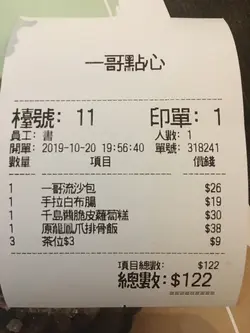 一哥點心
檯號: 11 印單: 1
員工: 書 人數: 1
開單: 2019-10-20 19:56:40 單號: 318241
數量 項目 價錢
1 一哥流沙包 $26
1 手拉白布腸 $19
1 千島鵝脆皮蘿蔔糕 $30
1 原籠鳳爪排骨飯 $38
3 茶位$3 $9
項目總數: $122
總數: $122